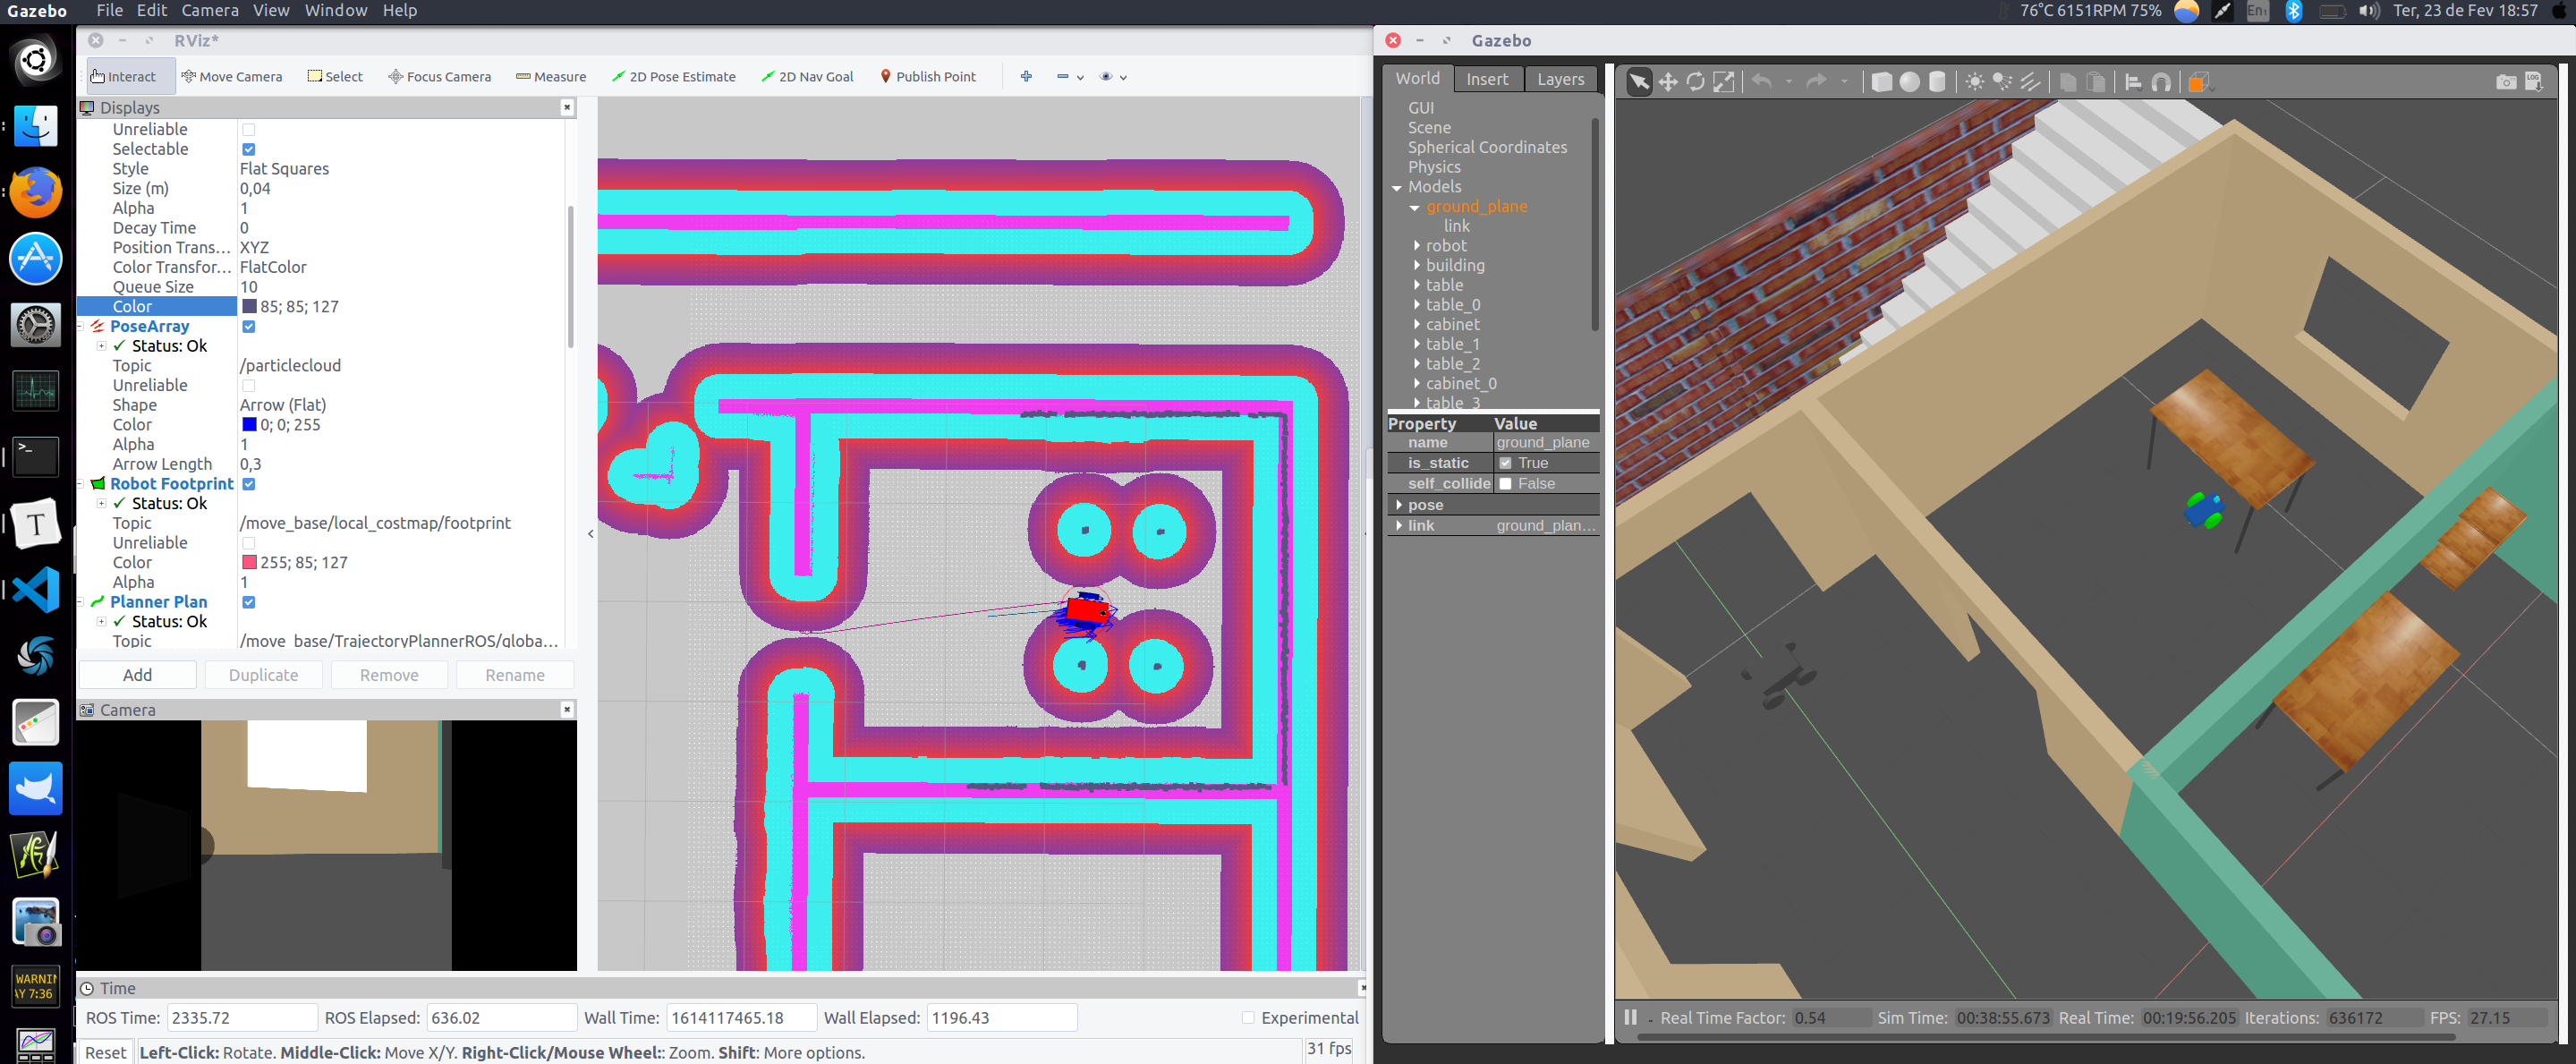 Gazebo File Edit Camera View Window Help
76°C 6151RPM 75% En₁ Ter, 23 de Fev 18:57
RViz*
Interact Move Camera Select Focus Camera Measure 2D Pose Estimate 2D Nav Goal Publish Point
Displays
Unreliable
Selectable
Style Flat Squares
Size (m) 0,04
Alpha 1
Decay Time 0
Position Trans... XYZ
Color Transfor... FlatColor
Queue Size 10
Color 85; 85; 127
PoseArray
Status: Ok
Topic /particlecloud
Unreliable
Shape Arrow (Flat)
Color 0; 0; 255
Alpha 1
Arrow Length 0,3
Robot Footprint
Status: Ok
Topic /move_base/local_costmap/footprint
Unreliable
Color 255; 85; 127
Alpha 1
Planner Plan
Status: Ok
Topic /move_base/TrajectoryPlannerROS/globa...
Add Duplicate Remove Rename
Camera
Time
ROS Time: 2335.72 ROS Elapsed: 636.02 Wall Time: 1614117465.18 Wall Elapsed: 1196.43 Experimental
Reset Left-Click: Rotate. Middle-Click: Move X/Y. Right-Click/Mouse Wheel:: Zoom. Shift: More options. 31 fps
WARNIN
AY 7:36
T
Gazebo
World Insert Layers
GUI
Scene
Spherical Coordinates
Physics
Models
ground_plane
link
robot
building
table
table_0
cabinet
table_1
table_2
cabinet_0
table_3
Property Value
name ground_plane
is_static True
self_collide False
pose
link ground_plan...
LOG
Real Time Factor: 0.54 Sim Time: 00:38:55.673 Real Time: 00:19:56.205 Iterations: 636172 FPS: 27.15